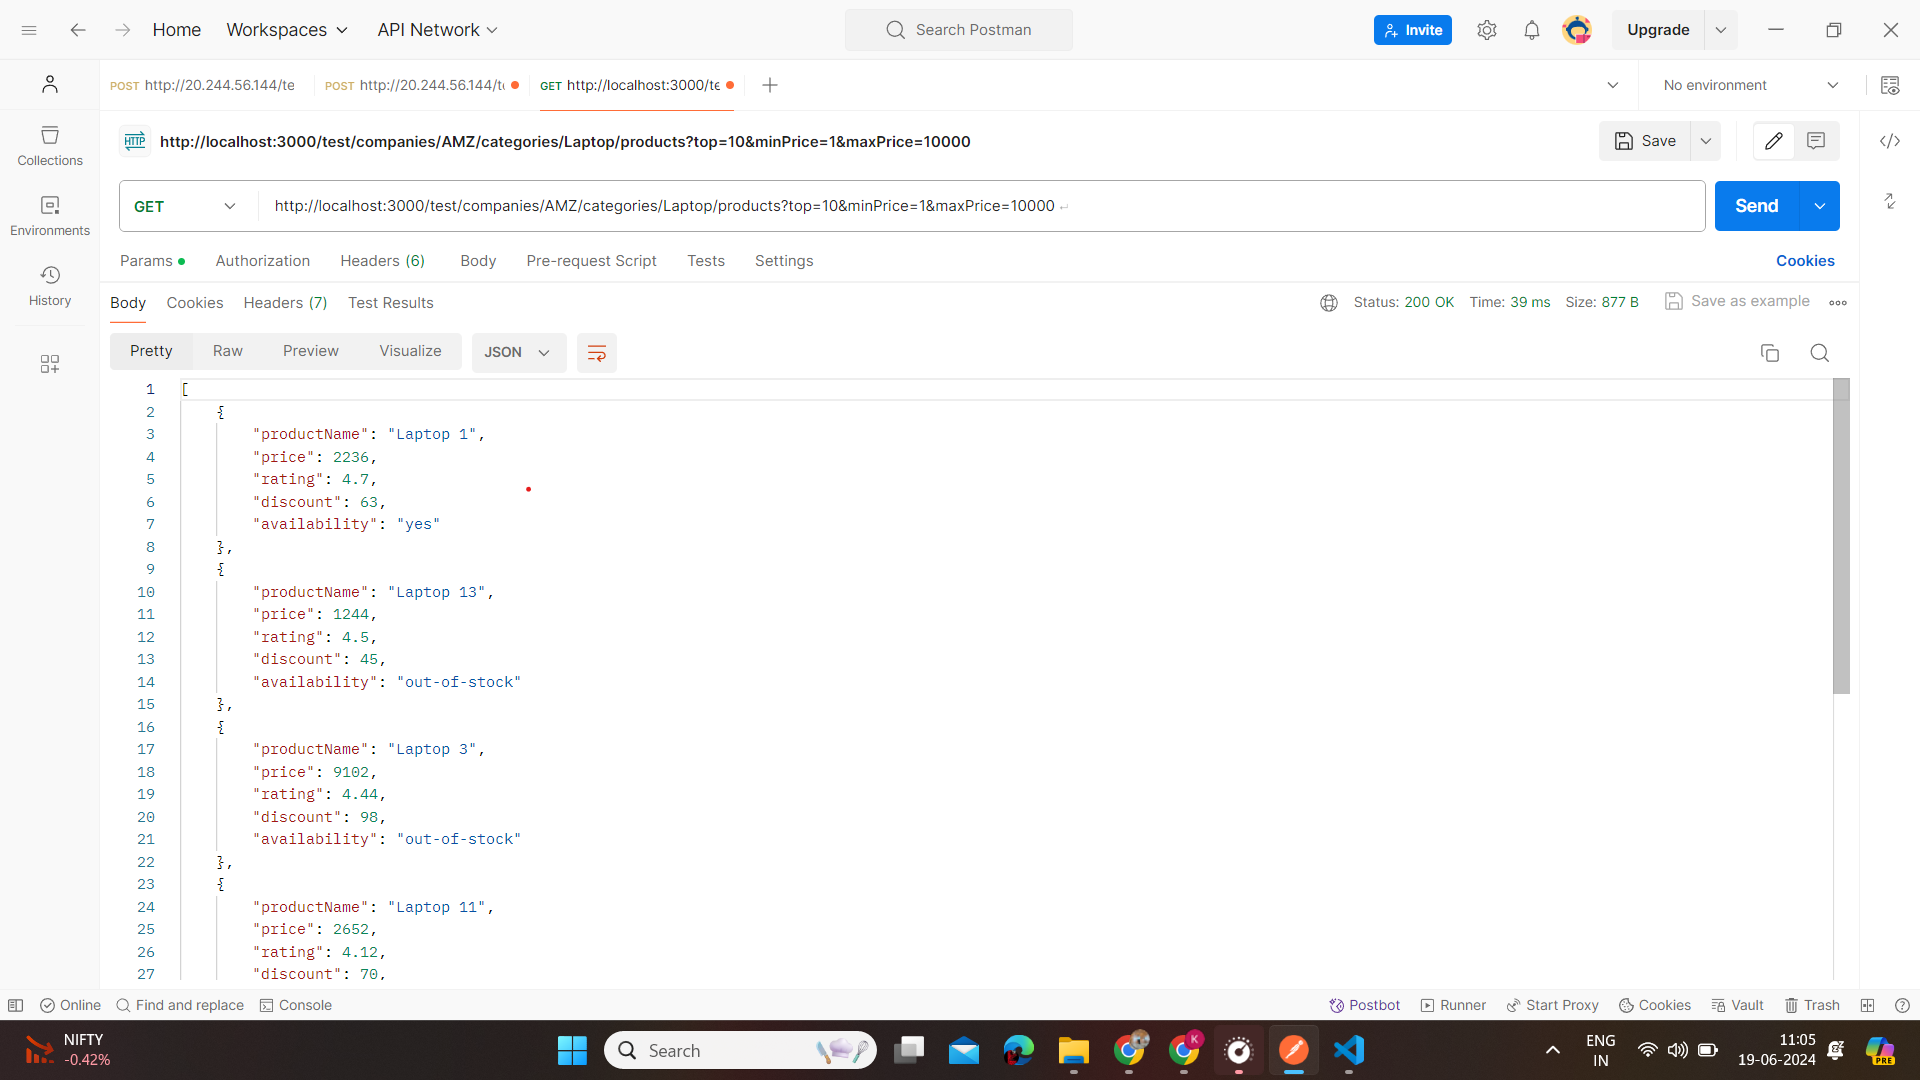 Home Workspaces API Network Search Postman Invite Upgrade
POST http://20.244.56.144/te POST http://20.244.56.144/t GET http://localhost:3000/te No environment
HTTP http://localhost:3000/test/companies/AMZ/categories/Laptop/products?top=10&minPrice=1&maxPrice=10000 Save
Collections
Environments
History
GET http://localhost:3000/test/companies/AMZ/categories/Laptop/products?top=10&minPrice=1&maxPrice=10000 Send
Params Authorization Headers (6) Body Pre-request Script Tests Settings Cookies
Body Cookies Headers (7) Test Results Status: 200 OK Time: 39 ms Size: 877 B Save as example
Pretty Raw Preview Visualize JSON
1 [
2 {
3 "productName": "Laptop 1",
4 "price": 2236,
5 "rating": 4.7,
6 "discount": 63,
7 "availability": "yes"
8 },
9 {
10 "productName": "Laptop 13",
11 "price": 1244,
12 "rating": 4.5,
13 "discount": 45,
14 "availability": "out-of-stock"
15 },
16 {
17 "productName": "Laptop 3",
18 "price": 9102,
19 "rating": 4.44,
20 "discount": 98,
21 "availability": "out-of-stock"
22 },
23 {
24 "productName": "Laptop 11",
25 "price": 2652,
26 "rating": 4.12,
27 "discount": 70,
Online Find and replace Console Postbot Runner Start Proxy Cookies Vault Trash
NIFTY
-0.42%
Search
K
ENG
IN
11:05
19-06-2024
PRE